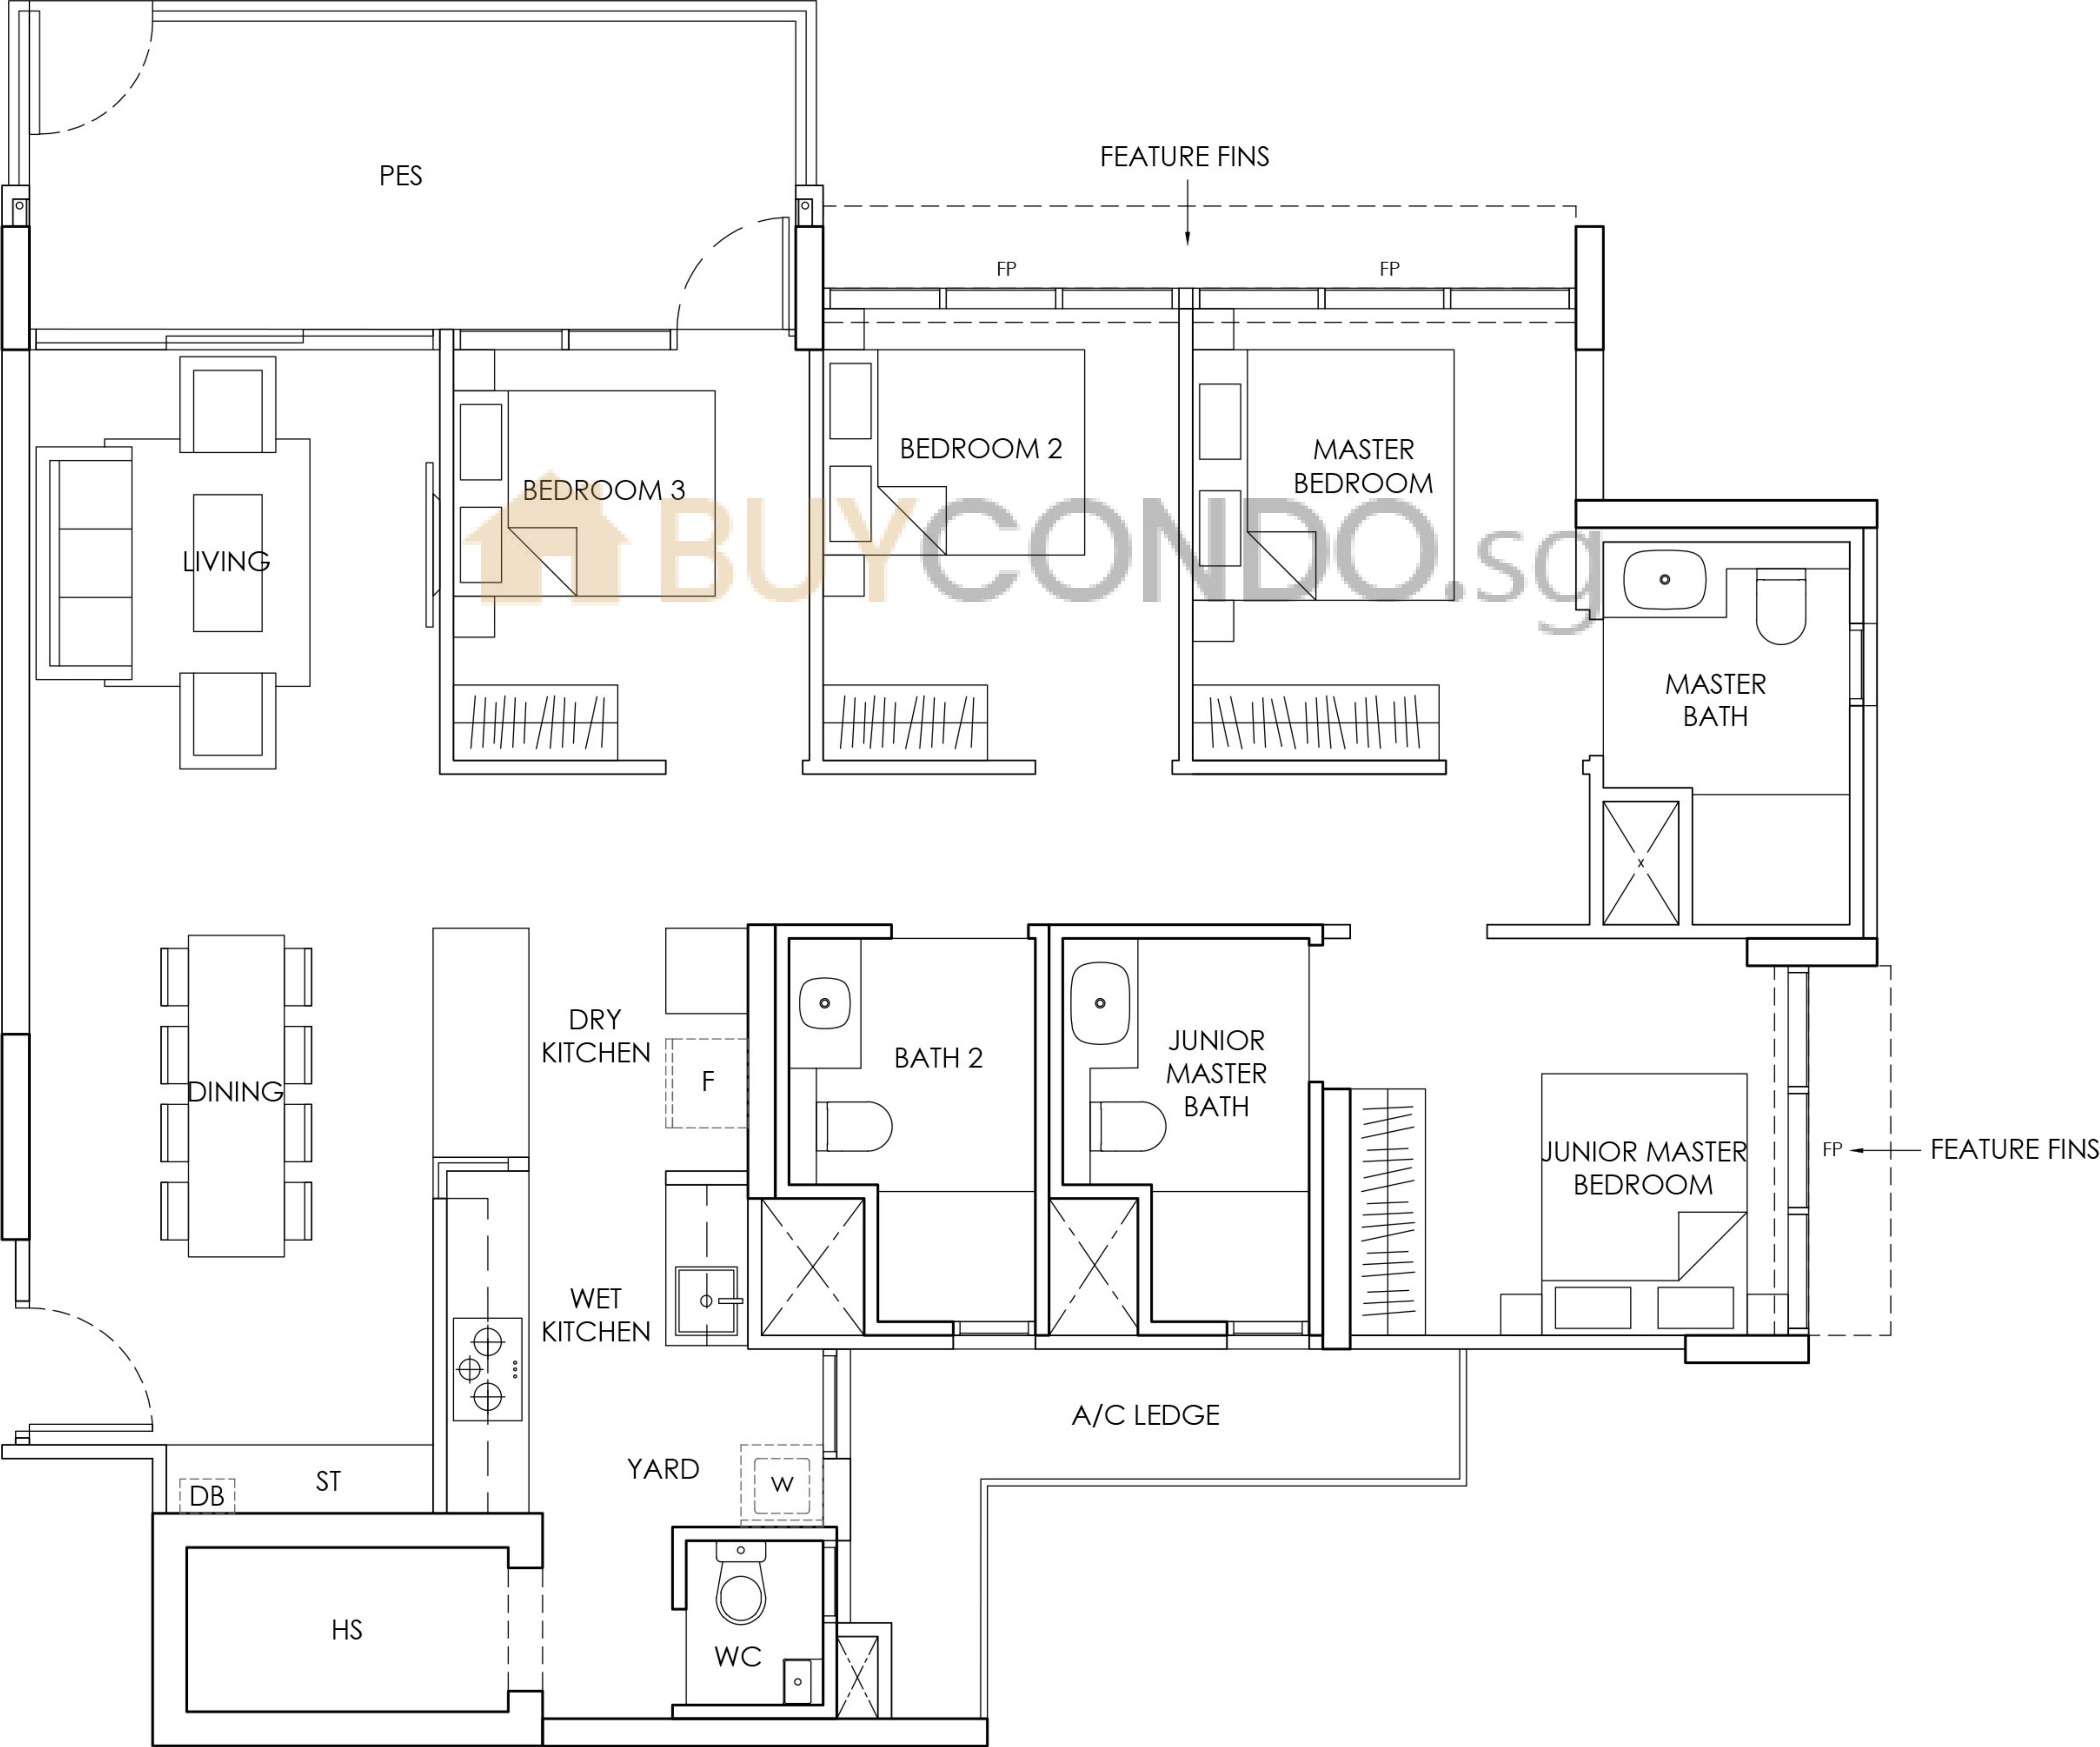 FEATURE FINS
PES
FP
FP
BEDROOM 2
MASTER
BEDROOM
BEDROOM 3
BUYCONDO.sg
LIVING
MASTER
BATH
X
DRY
KITCHEN
F
BATH 2
JUNIOR
MASTER
BATH
DINING
JUNIOR MASTER
BEDROOM
FP
FEATURE FINS
WET
KITCHEN
A/C LEDGE
YARD
W
ST
DB
HS
WC